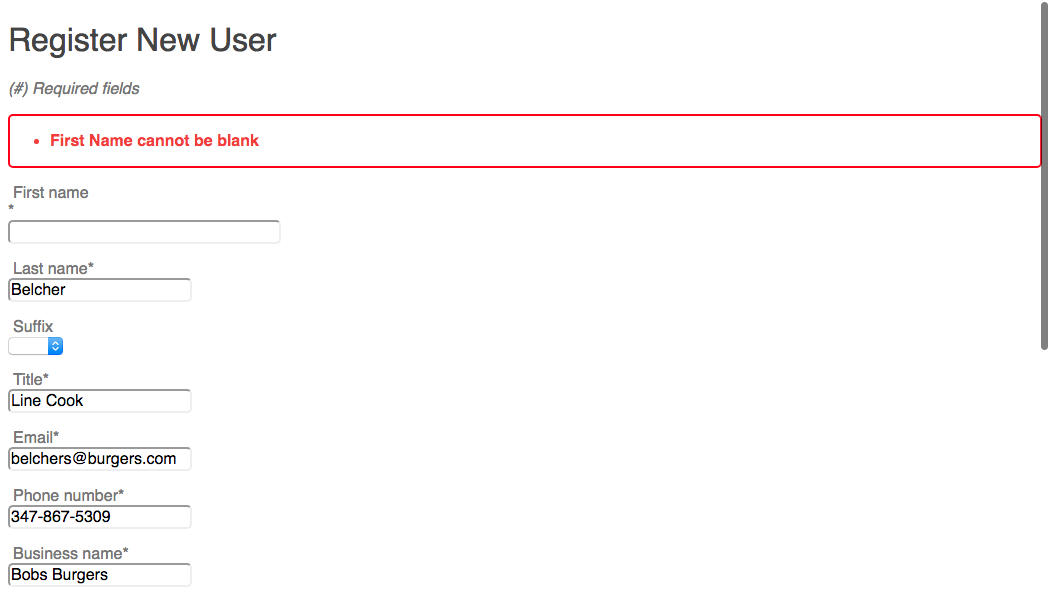 Register New User
(#) Required fields
• First Name cannot be blank
First name
*
Last name*
Belcher
Suffix
Title*
Line Cook
Email*
belchers@burgers.com
Phone number*
347-867-5309
Business name*
Bobs Burgers